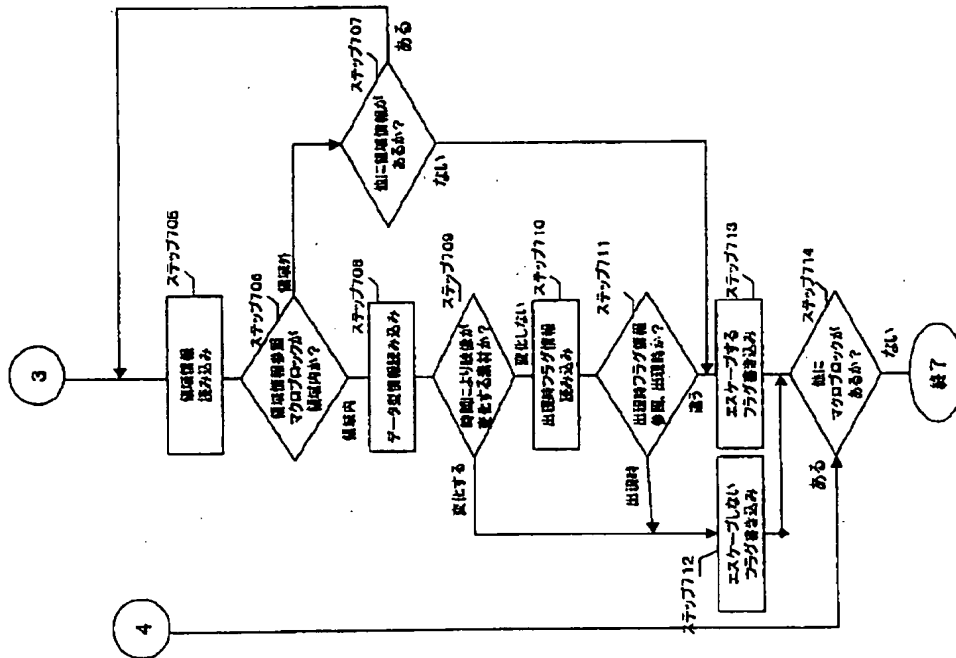 3
ステップ705
領域情報
読み込み
ステップ706
領域情報参照
マクロブロックが
領域内か?
領域外
領域内
ステップ707
他に領域情報が
あるか?
ある
ない
ステップ708
データ型情報読み込み
ステップ709
時間により映像が
変化する素材か?
変化する
変化しない
ステップ710
出現時フラグ情報
読み込み
ステップ711
出現時フラグ情報
参照、出現時か?
出現時
違う
ステップ712
エスケープしない
フラグ書き込み
ステップ713
エスケープする
フラグ書き込み
ステップ714
他に
マクロブロックが
あるか?
ある
ない
4
終了